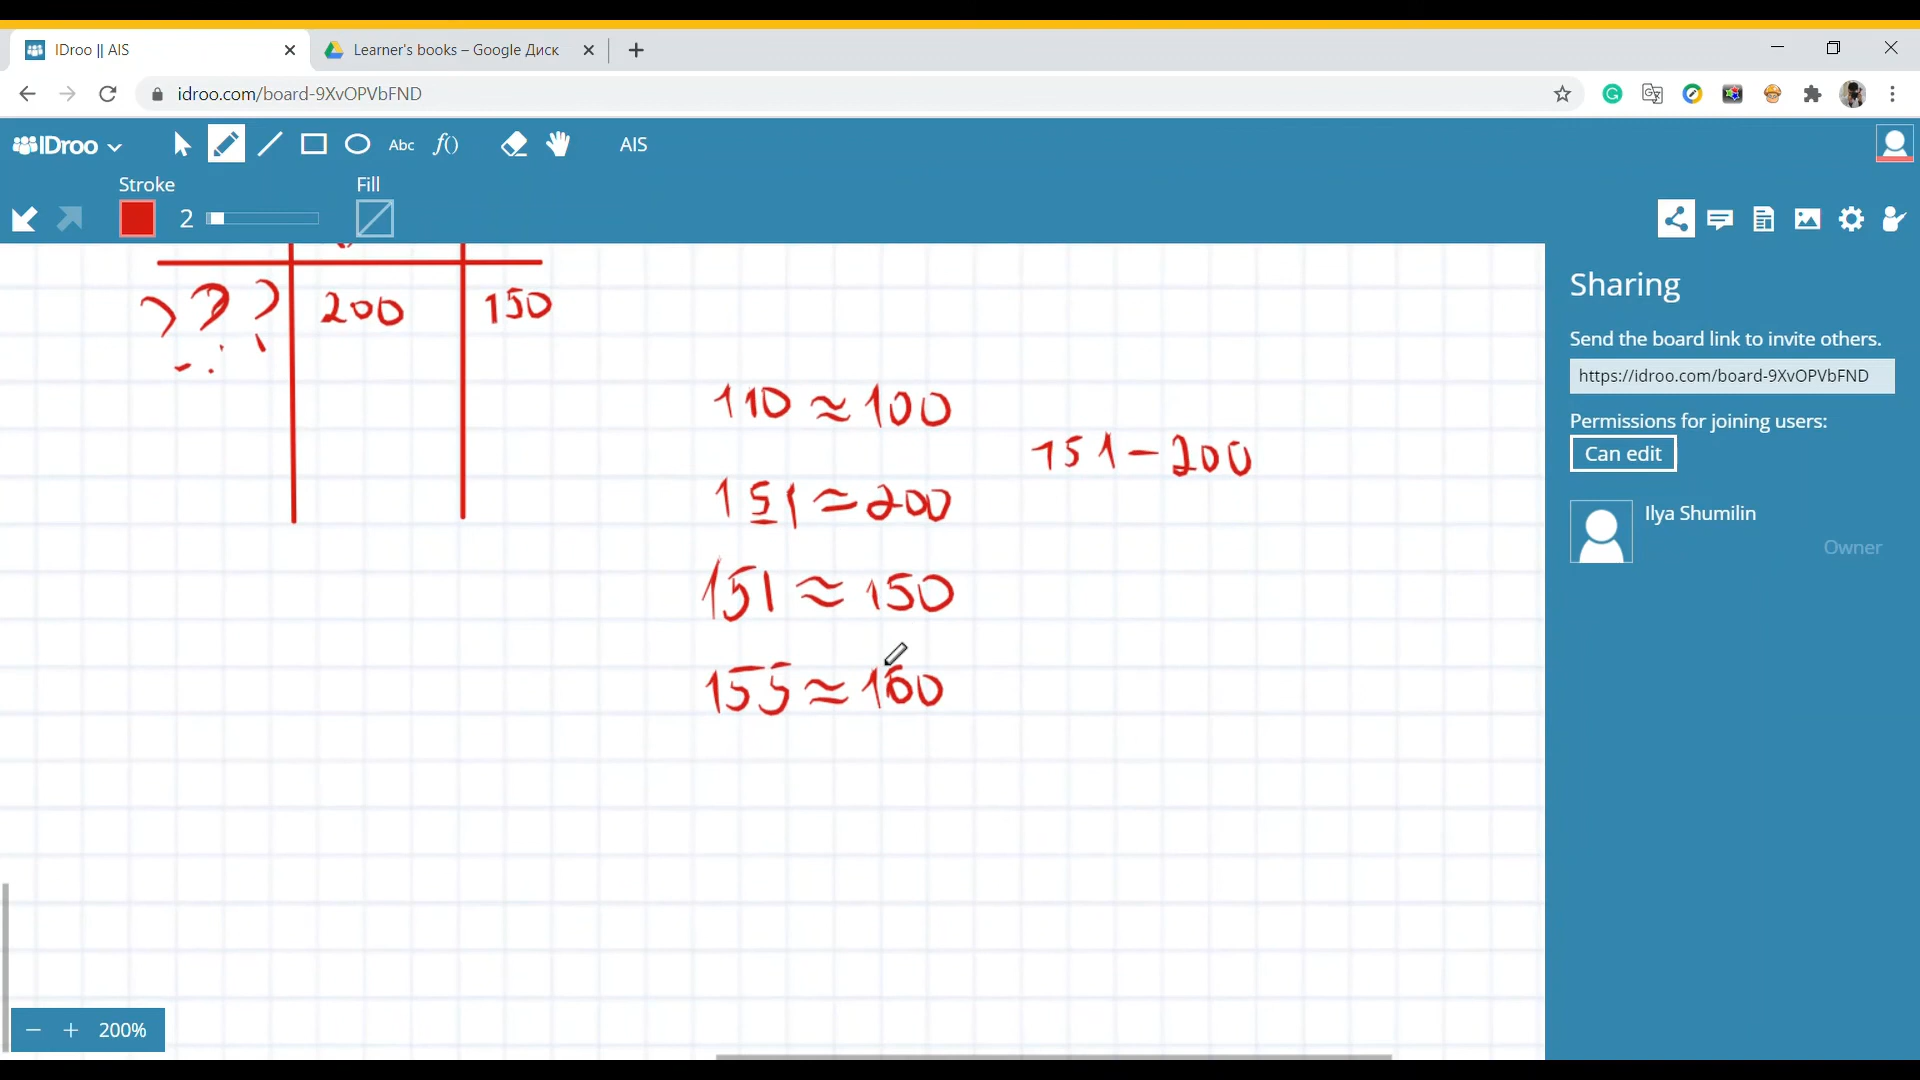 IDroo || AIS
Learner's books – Google Диск
idroo.com/board-9XvOPVbFND
IDroo
Abc
f()
AIS
Stroke
2
Fill
??? 200 150
110≈100
151-200
151≈200
151≈150
155≈160
Sharing
Send the board link to invite others.
https://idroo.com/board-9XvOPVbFND
Permissions for joining users:
Can edit
Ilya Shumilin
Owner
200%